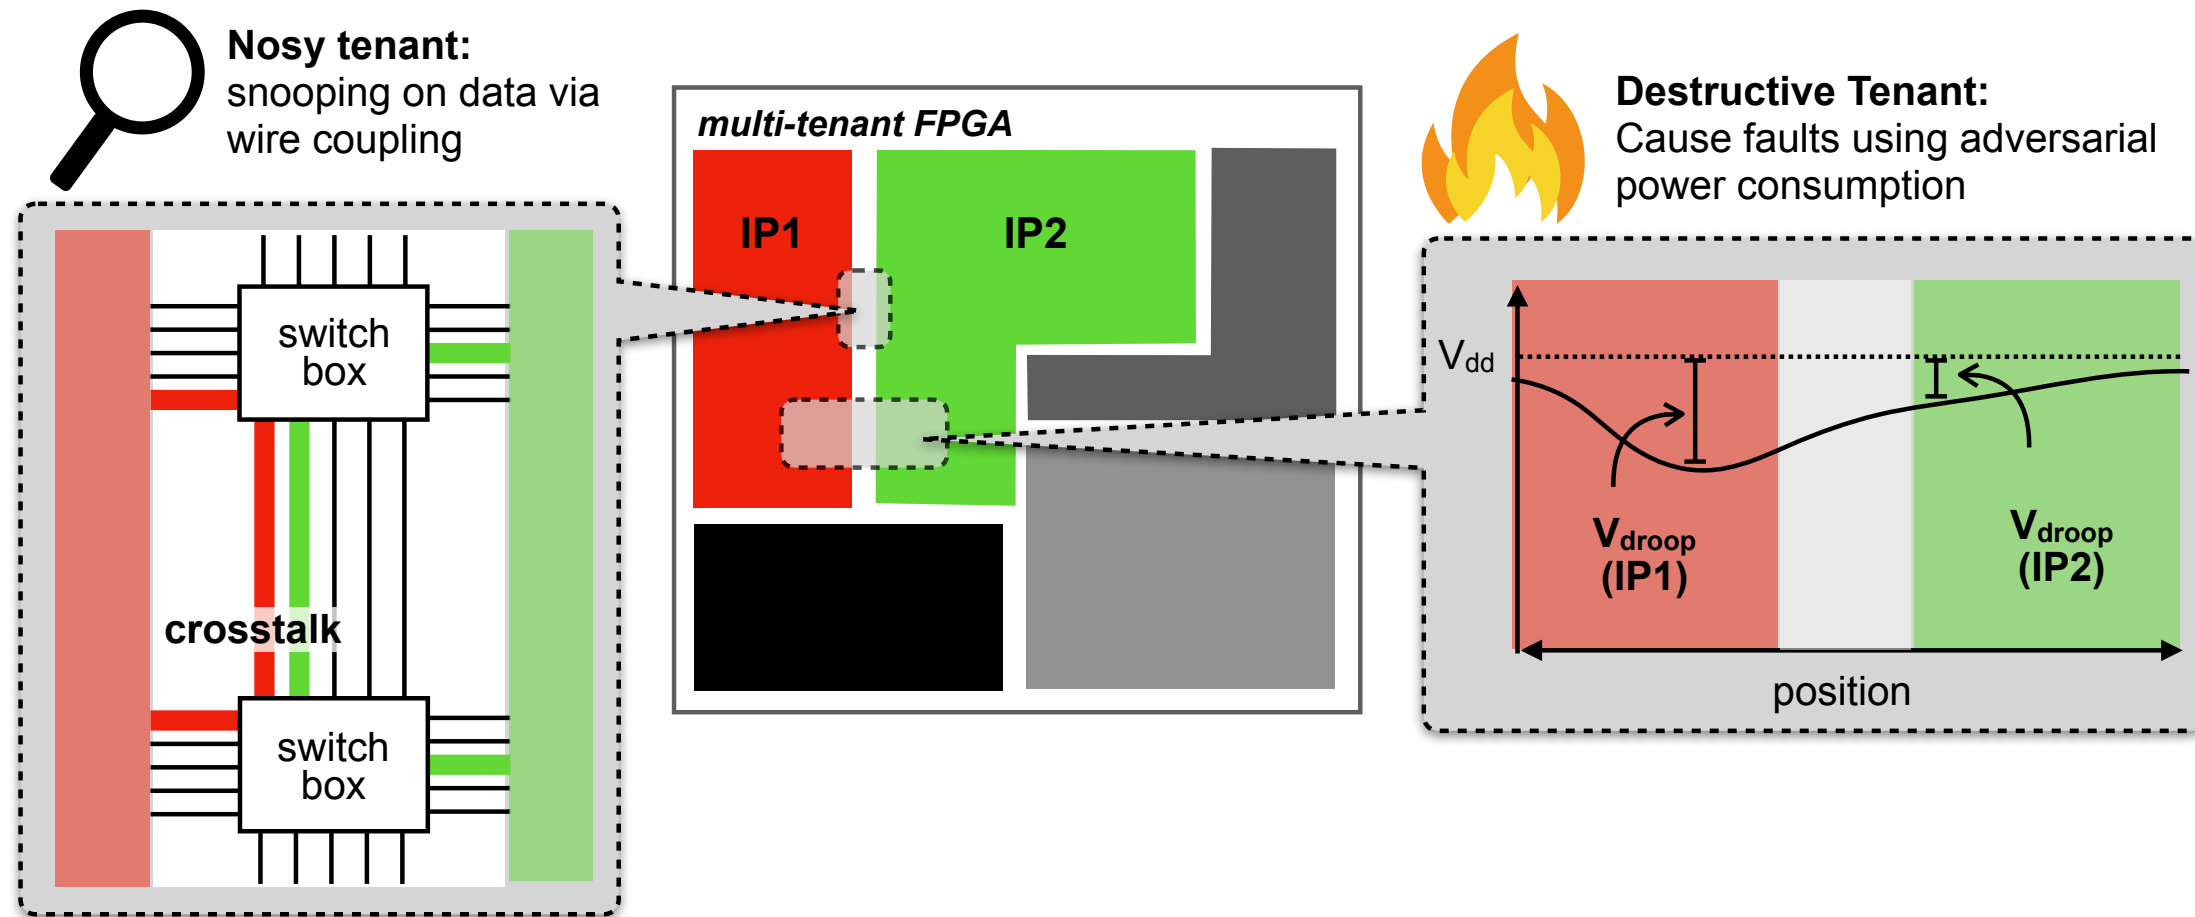 Nosy tenant:
snooping on data via
wire coupling
switch
box
crosstalk
switch
box
multi-tenant FPGA
IP1
IP2
Destructive Tenant:
Cause faults using adversarial
power consumption
Vdd
Vdroop
(IP1)
Vdroop
(IP2)
position